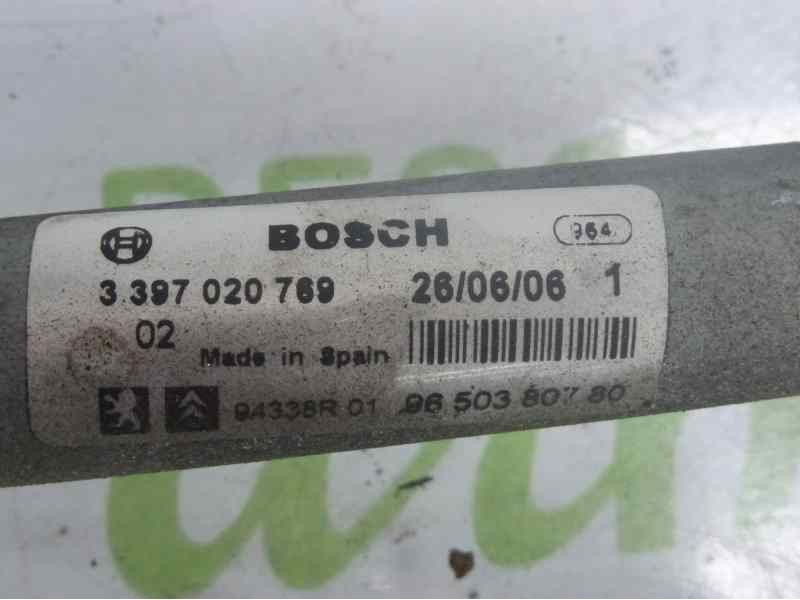 BOSCH 964
3 397 020 769 26/06/06 1
02 Made in Spain
94338R 01 96 503 807 80